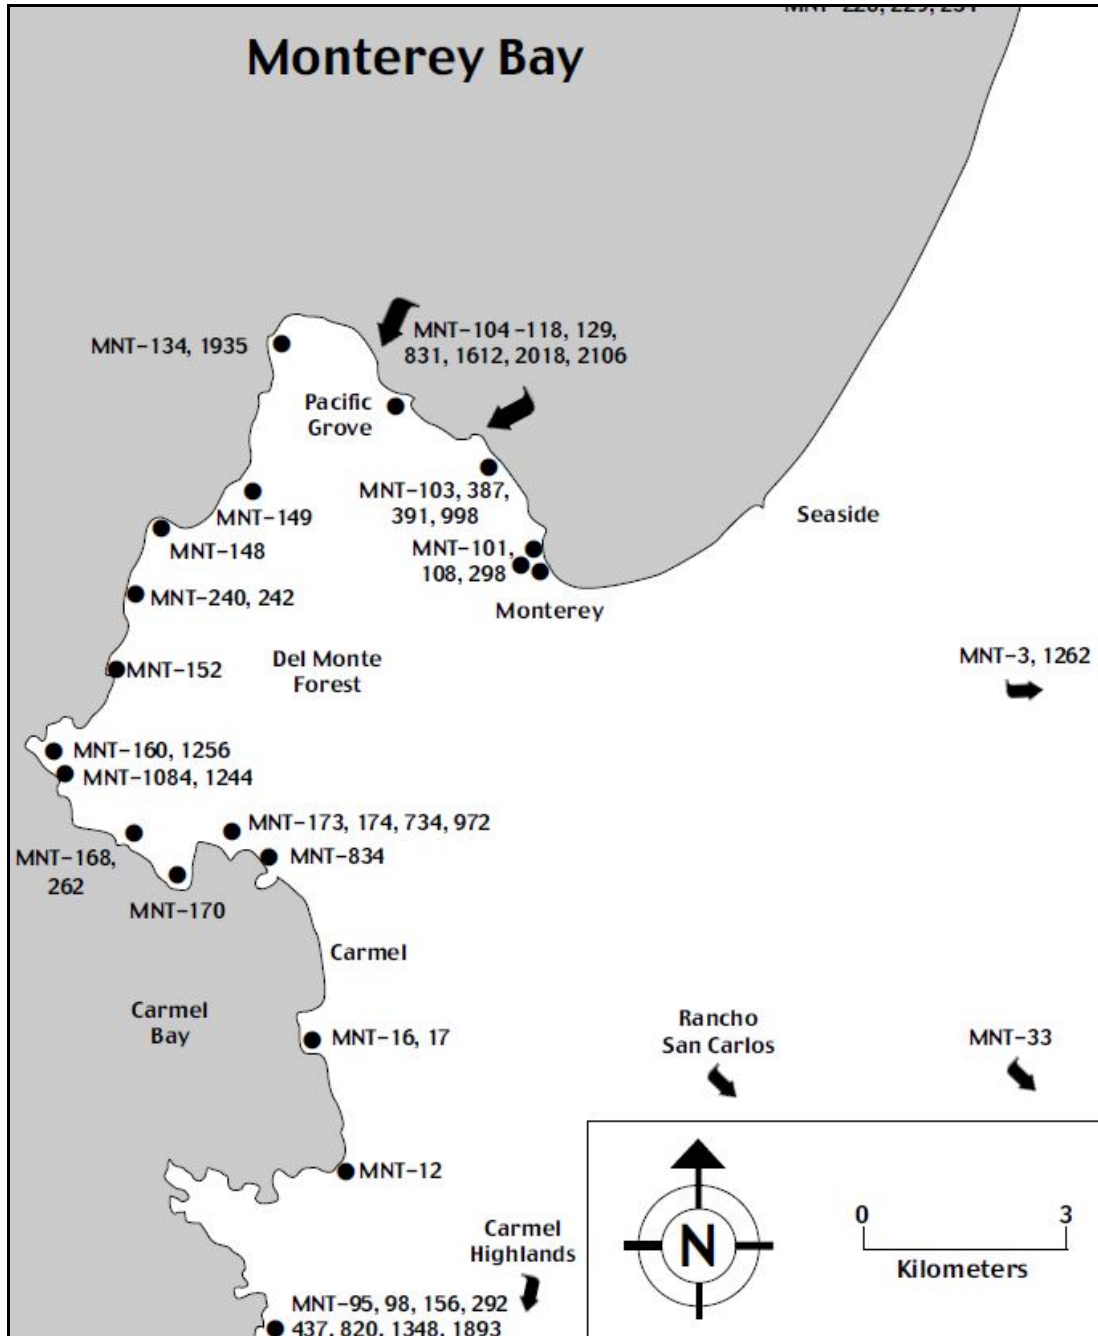 MNT-228, 229, 234
Monterey Bay
MNT-134, 1935
MNT-104 -118, 129,
831, 1612, 2018, 2106
Pacific
Grove
MNT-103, 387,
391, 998
MNT-149
MNT-148
Seaside
MNT-101,
108, 298
MNT-240, 242
Monterey
MNT-152
Del Monte
Forest
MNT-3, 1262
MNT-160, 1256
MNT-1084, 1244
MNT-173, 174, 734, 972
MNT-168,
262
MNT-834
MNT-170
Carmel
Carmel
Bay
MNT-16, 17
Rancho
San Carlos
MNT-33
MNT-12
Carmel
Highlands
MNT-95, 98, 156, 292
437, 820, 1348, 1893
N
0 3
Kilometers